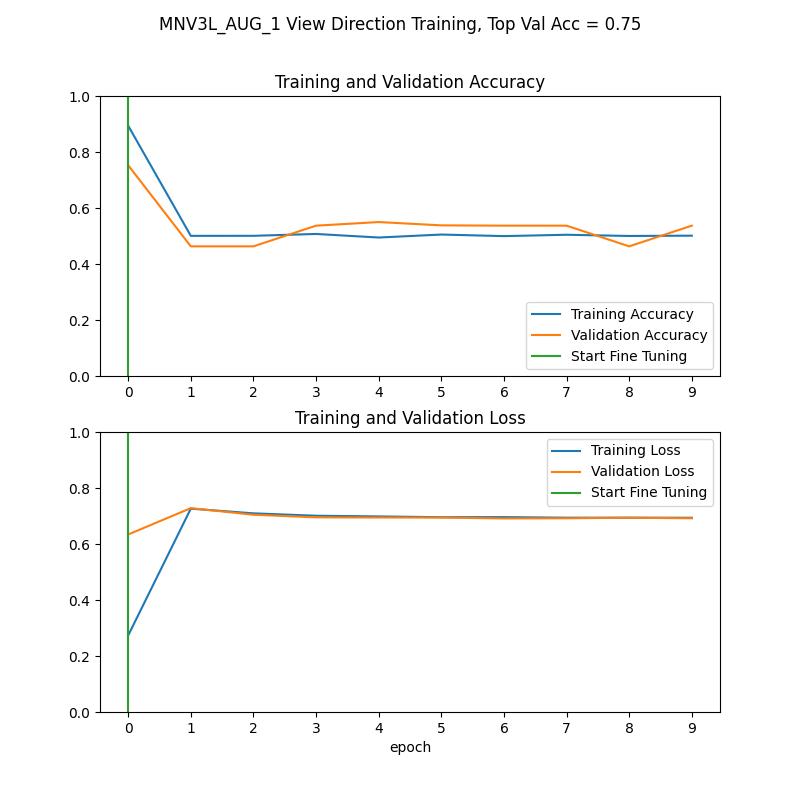 MNV3L_AUG_1 View Direction Training, Top Val Acc = 0.75
Training and Validation Accuracy
1.0
0.8
0.6
0.4
0.2
0.0
Training Accuracy
Validation Accuracy
Start Fine Tuning
0 1 2 3 4 5 6 7 8 9
Training and Validation Loss
1.0
0.8
0.6
0.4
0.2
0.0
Training Loss
Validation Loss
Start Fine Tuning
0 1 2 3 4 5 6 7 8 9
epoch